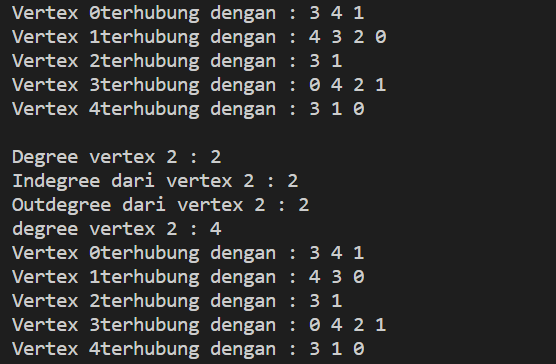 Vertex 0terhubung dengan : 3 4 1
Vertex 1terhubung dengan : 4 3 2 0
Vertex 2terhubung dengan : 3 1
Vertex 3terhubung dengan : 0 4 2 1
Vertex 4terhubung dengan : 3 1 0

Degree vertex 2 : 2
Indegree dari vertex 2 : 2
Outdegree dari vertex 2 : 2
degree vertex 2 : 4
Vertex 0terhubung dengan : 3 4 1
Vertex 1terhubung dengan : 4 3 0
Vertex 2terhubung dengan : 3 1
Vertex 3terhubung dengan : 0 4 2 1
Vertex 4terhubung dengan : 3 1 0